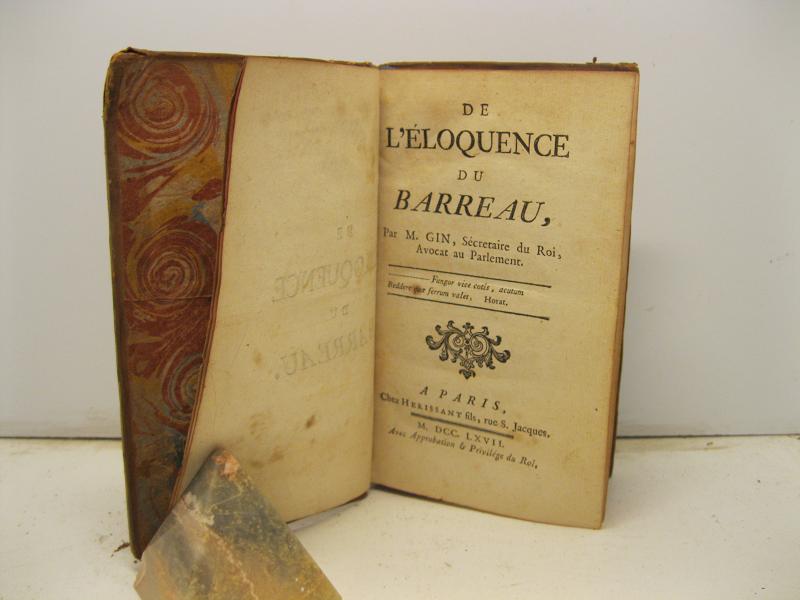 DE
L'ÉLOQUENCE
DU
BARREAU,
Par M. GIN, Sécretaire du Roi,
Avocat au Parlement.
Fungor vice cotis, acutum
Reddere quæ ferrum valet, Horat.
A PARIS,
Chez HERISSANT fils, rue S. Jacques.
M. DCC. LXVII.
Avec Approbation & Privilége du Roi,